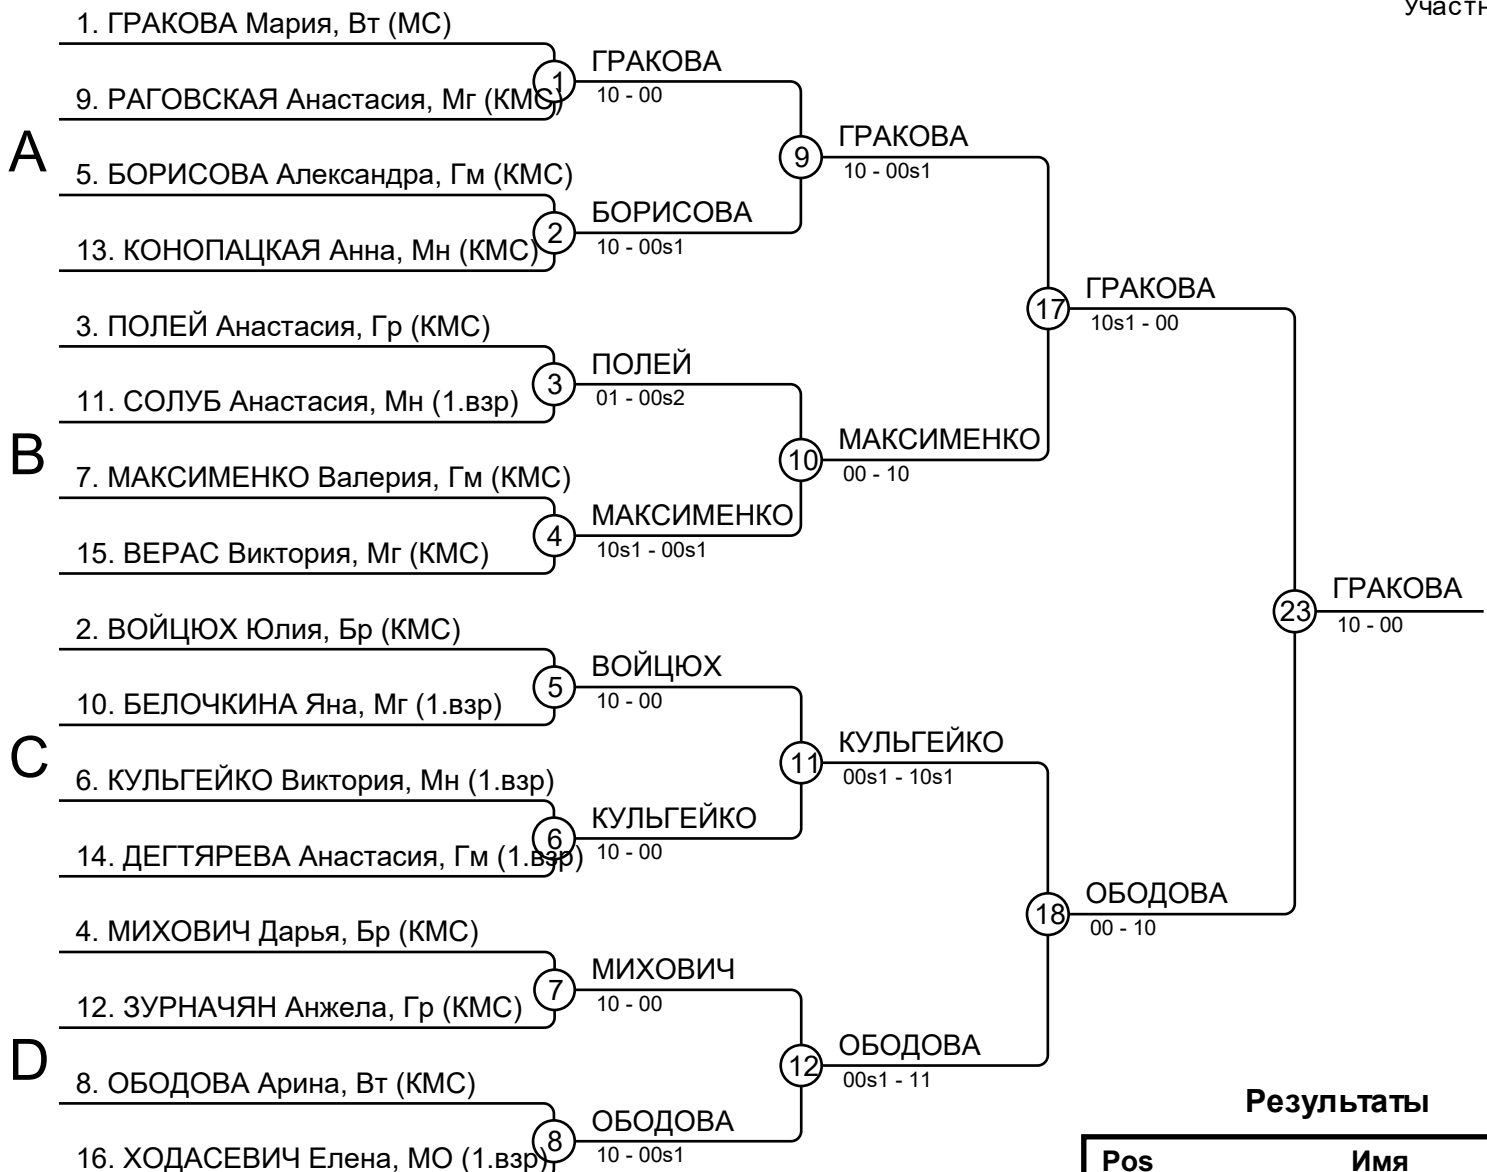 Участн
1. ГРАКОВА Мария, Вт (МС)
1
ГРАКОВА
10 - 00
9. РАГОВСКАЯ Анастасия, Мг (КМС)
A
9
ГРАКОВА
10 - 00s1
5. БОРИСОВА Александра, Гм (КМС)
2
БОРИСОВА
10 - 00s1
13. КОНОПАЦКАЯ Анна, Мн (КМС)
17
ГРАКОВА
10s1 - 00
3. ПОЛЕЙ Анастасия, Гр (КМС)
3
ПОЛЕЙ
01 - 00s2
11. СОЛУБ Анастасия, Мн (1.взр)
B
10
МАКСИМЕНКО
00 - 10
7. МАКСИМЕНКО Валерия, Гм (КМС)
4
МАКСИМЕНКО
10s1 - 00s1
15. ВЕРАС Виктория, Мг (КМС)
23
ГРАКОВА
10 - 00
2. ВОЙЦЮХ Юлия, Бр (КМС)
5
ВОЙЦЮХ
10 - 00
10. БЕЛОЧКИНА Яна, Мг (1.взр)
C
11
КУЛЬГЕЙКО
00s1 - 10s1
6. КУЛЬГЕЙКО Виктория, Мн (1.взр)
6
КУЛЬГЕЙКО
10 - 00
14. ДЕГТЯРЕВА Анастасия, Гм (1.взр)
18
ОБОДОВА
00 - 10
4. МИХОВИЧ Дарья, Бр (КМС)
7
МИХОВИЧ
10 - 00
12. ЗУРНАЧЯН Анжела, Гр (КМС)
D
12
ОБОДОВА
00s1 - 11
8. ОБОДОВА Арина, Вт (КМС)
8
ОБОДОВА
10 - 00s1
16. ХОДАСЕВИЧ Елена, МО (1.взр)
Результаты
Pos Имя